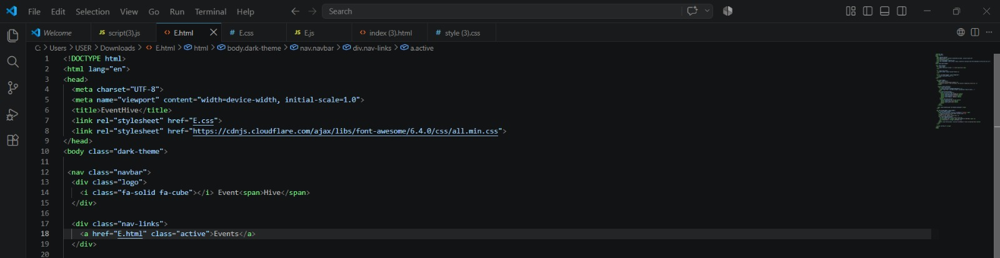 File Edit Selection View Go Run Terminal Help Search
Welcome JS script(3).js <> E.html # E.css JS E.js <> index (3).html # style (3).css
C: > Users > USER > Downloads > <> E.html > html > body.dark-theme > nav.navbar > div.nav-links > a.active
1 <!DOCTYPE html>
2 <html lang="en">
3 <head>
4 <meta charset="UTF-8">
5 <meta name="viewport" content="width=device-width, initial-scale=1.0">
6 <title>EventHive</title>
7 <link rel="stylesheet" href="E.css">
8 <link rel="stylesheet" href="https://cdnjs.cloudflare.com/ajax/libs/font-awesome/6.4.0/css/all.min.css">
9 </head>
10 <body class="dark-theme">
11
12 <nav class="navbar">
13 <div class="logo">
14 <i class="fa-solid fa-cube"></i> Event<span>Hive</span>
15 </div>
16
17 <div class="nav-links">
18 <a href="E.html" class="active">Events</a>
19 </div>
20